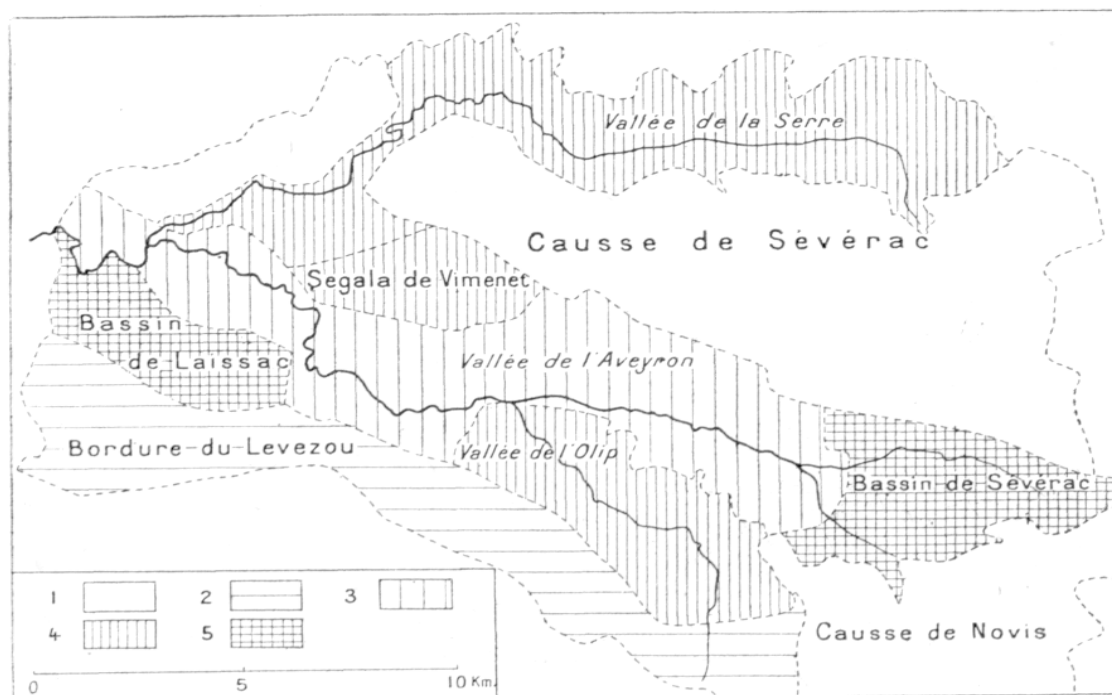 Vallée de la Serre
Causse de Sévérac
Segala de Vimenet
Bassin
de Laissac
Vallée de l'Aveyron
Bordure du Levezou
Vallée de l'Olip
Bassin de Sévérac
1 2 3
4 5
Causse de Novis
0 5 10 Km.